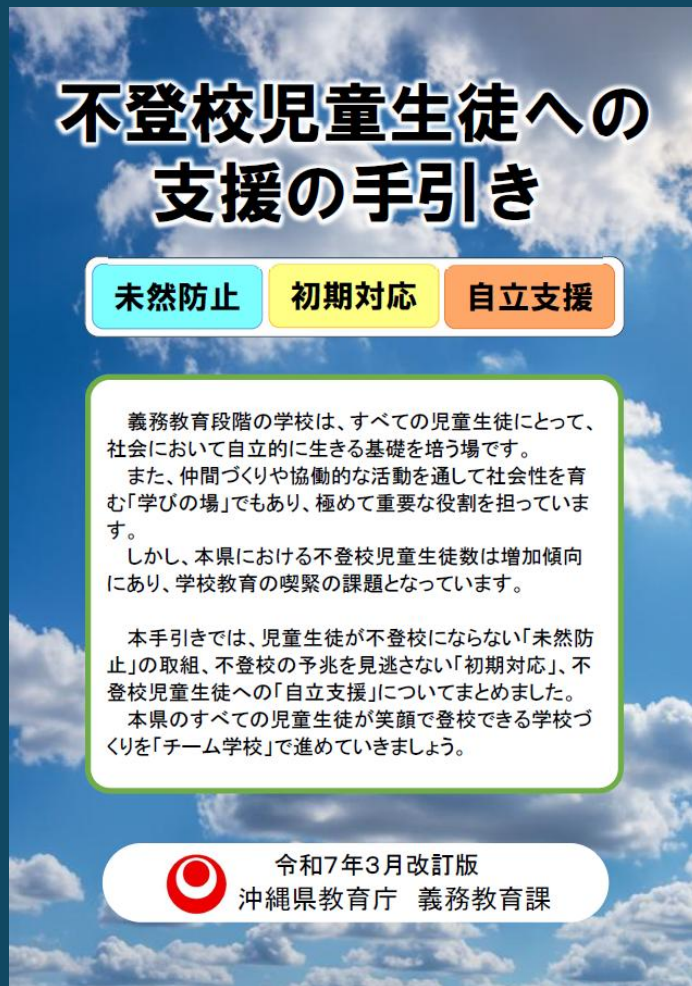 不登校児童生徒への
支援の手引き
未然防止 初期対応 自立支援
義務教育段階の学校は、すべての児童生徒にとって、
社会において自立的に生きる基礎を培う場です。
また、仲間づくりや協働的な活動を通して社会性を育
む「学びの場」でもあり、極めて重要な役割を担っていま
す。
しかし、本県における不登校児童生徒数は増加傾向
にあり、学校教育の喫緊の課題となっています。
本手引きでは、児童生徒が不登校にならない「未然防
止」の取組、不登校の予兆を見逃さない「初期対応」、不
登校児童生徒への「自立支援」についてまとめました。
本県のすべての児童生徒が笑顔で登校できる学校づ
くりを「チーム学校」で進めていきましょう。
令和7年3月改訂版
沖縄県教育庁 義務教育課